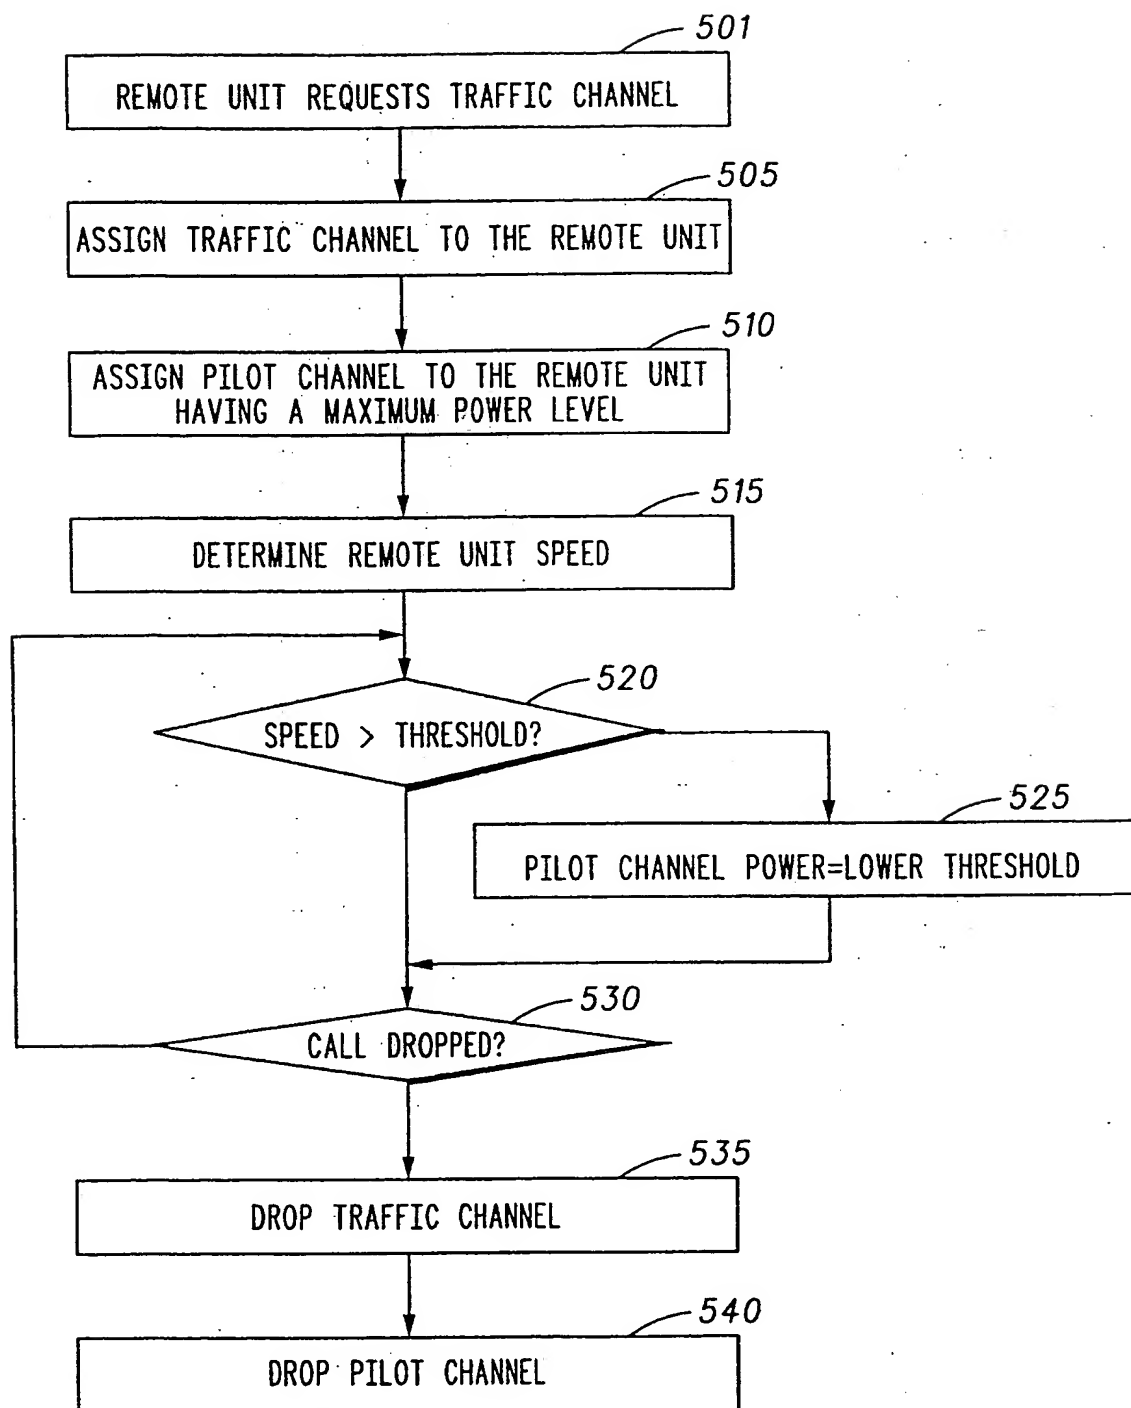 501
REMOTE UNIT REQUESTS TRAFFIC CHANNEL
505
ASSIGN TRAFFIC CHANNEL TO THE REMOTE UNIT
510
ASSIGN PILOT CHANNEL TO THE REMOTE UNIT
HAVING A MAXIMUM POWER LEVEL
515
DETERMINE REMOTE UNIT SPEED
520
SPEED > THRESHOLD?
525
PILOT CHANNEL POWER=LOWER THRESHOLD
530
CALL DROPPED?
535
DROP TRAFFIC CHANNEL
540
DROP PILOT CHANNEL